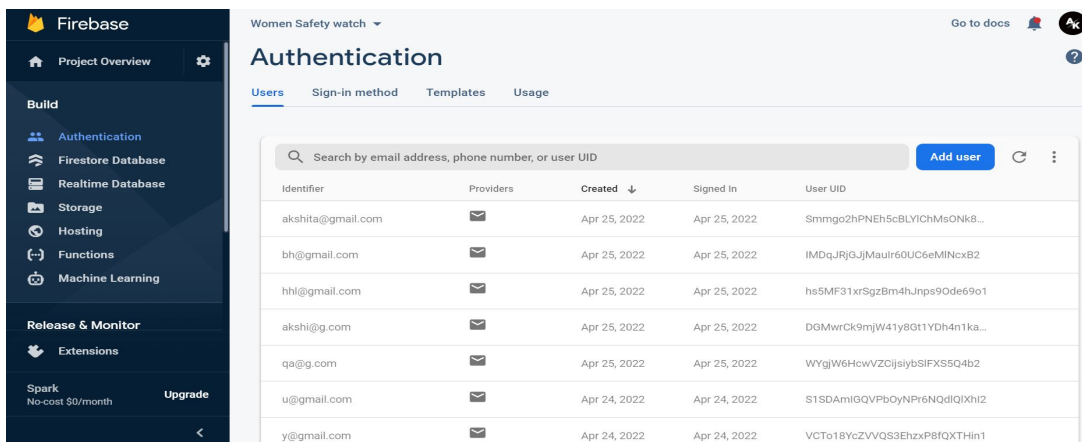 Firebase
Project Overview
Build
Authentication
Firestore Database
Realtime Database
Storage
Hosting
Functions
Machine Learning
Release & Monitor
Extensions
Spark
No-cost $0/month
Upgrade
Women Safety watch
Go to docs
AK
Authentication
Users Sign-in method Templates Usage
Search by email address, phone number, or user UID
Add user
Identifier Providers Created Signed In User UID
akshita@gmail.com Apr 25, 2022 Apr 25, 2022 Smmgo2hPNEh5cBLYlChMsONk8...
bh@gmail.com Apr 25, 2022 Apr 25, 2022 IMDqJRjGJjMaulr60UC6eMlNcxB2
hhl@gmail.com Apr 25, 2022 Apr 25, 2022 hs5MF31xrSgzBm4hJnps9Ode69o1
akshi@g.com Apr 25, 2022 Apr 25, 2022 DGMwrCk9mjW41y8Gt1YDh4n1ka...
qa@g.com Apr 25, 2022 Apr 25, 2022 WYgjW6HcwVZCijsiybSlFXS5Q4b2
u@gmail.com Apr 24, 2022 Apr 24, 2022 S1SDAmIGQVPbOyNPr6NQdlQlXhI2
y@gmail.com Apr 24, 2022 Apr 24, 2022 VCTo18YcZVVQS3EhzxP8fQXTHin1